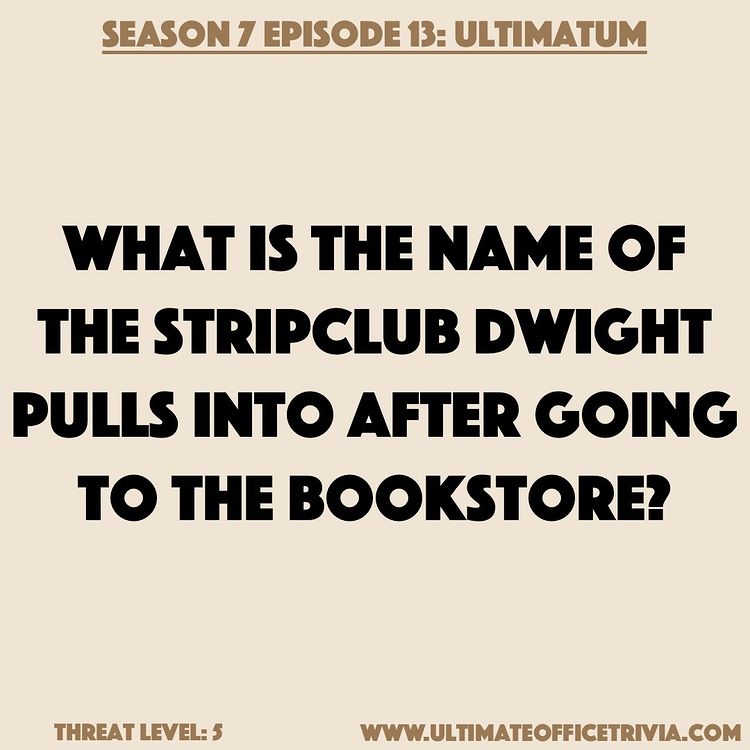 SEASON 7 EPISODE 13: ULTIMATUM
WHAT IS THE NAME OF
THE STRIPCLUB DWIGHT
PULLS INTO AFTER GOING
TO THE BOOKSTORE?
THREAT LEVEL: 5
WWW.ULTIMATEOFFICETRIVIA.COM